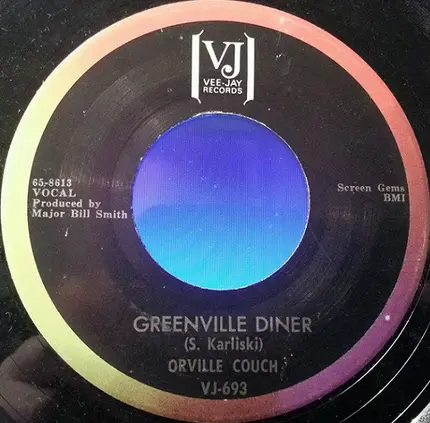 VJ
VEE-JAY
RECORDS
65-8613
VOCAL
Produced by
Major Bill Smith
Screen Gems
BMI
GREENVILLE DINER
(S. Karliski)
ORVILLE COUCH
VJ-693